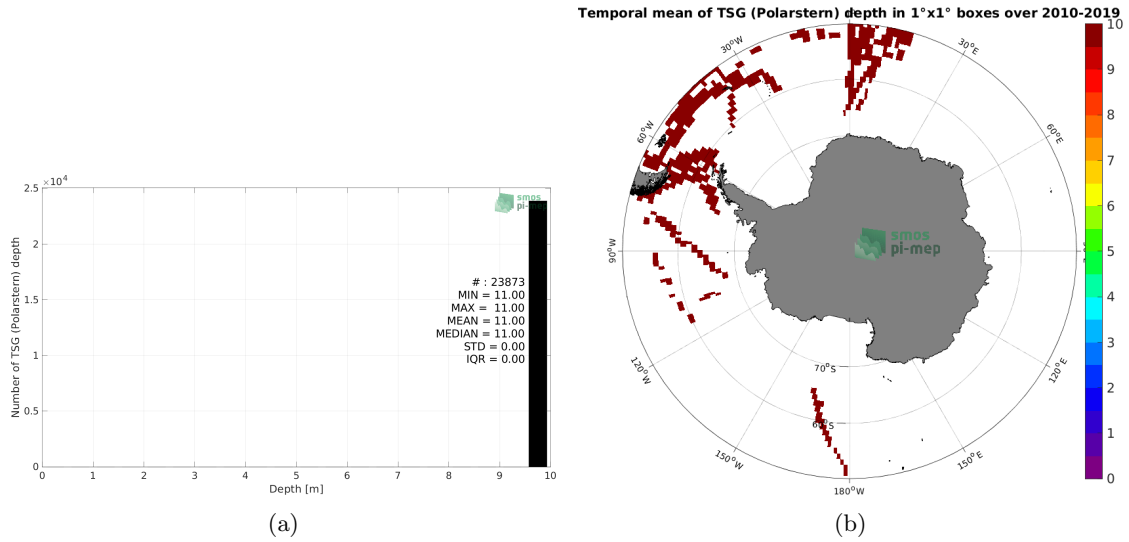 ×10⁴
2.5
2
1.5
1
0.5
0
Number of TSG (Polarstern) depth
smos
pi-mep
# : 23873
MIN = 11.00
MAX = 11.00
MEAN = 11.00
MEDIAN = 11.00
STD = 0.00
IQR = 0.00
0 1 2 3 4 5 6 7 8 9 10
Depth [m]
(a)
Temporal mean of TSG (Polarstern) depth in 1°x1° boxes over 2010-2019
30°W
30°E
60°W
60°E
90°W
120°W
120°E
150°W
150°E
180°W
70°S
60°S
smos
pi-mep
10
9
8
7
6
5
4
3
2
1
0
(b)